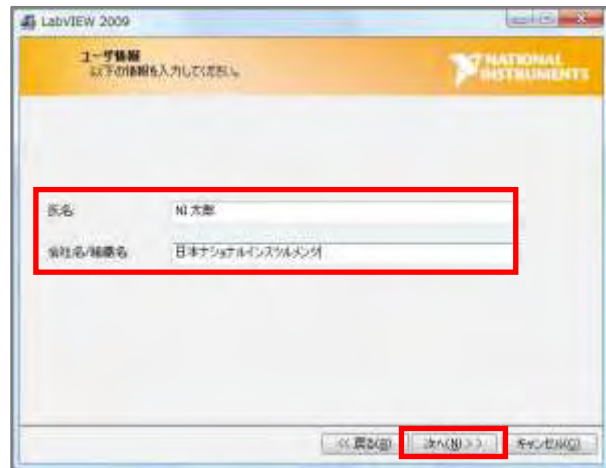 LabVIEW 2009
ユーザ情報
以下の情報を入力してください。
NATIONAL
INSTRUMENTS
氏名
NI 太郎
会社名/組織名
日本ナショナルインスツルメンツ
<< 戻る(B)
次へ(N) >>
キャンセル(C)